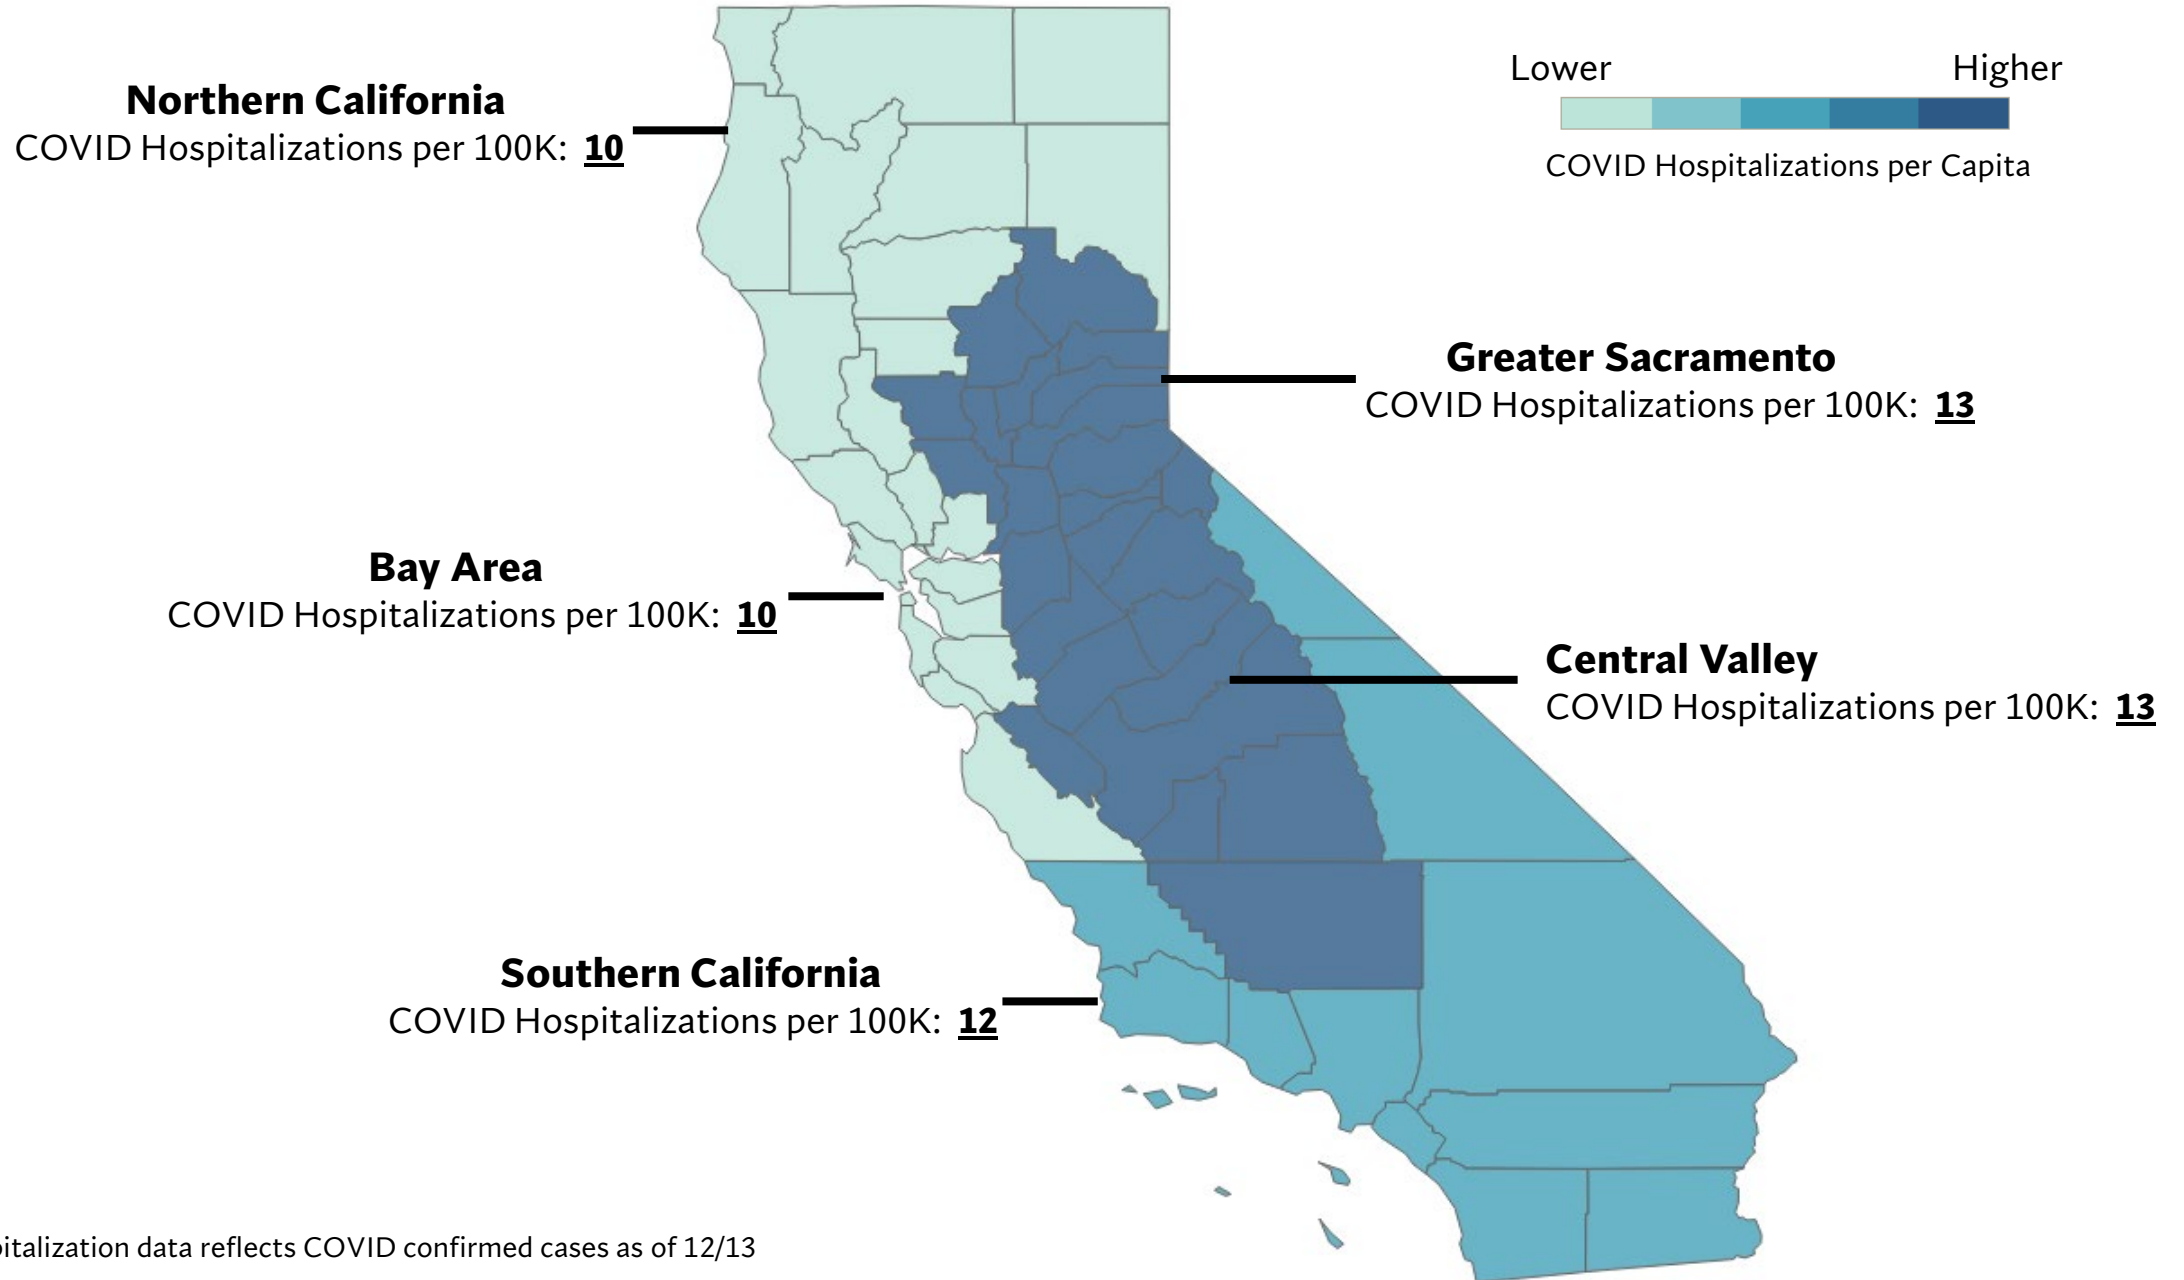 Lower Higher
COVID Hospitalizations per Capita
Northern California
COVID Hospitalizations per 100K: 10
Greater Sacramento
COVID Hospitalizations per 100K: 13
Bay Area
COVID Hospitalizations per 100K: 10
Central Valley
COVID Hospitalizations per 100K: 13
Southern California
COVID Hospitalizations per 100K: 12
pitalization data reflects COVID confirmed cases as of 12/13